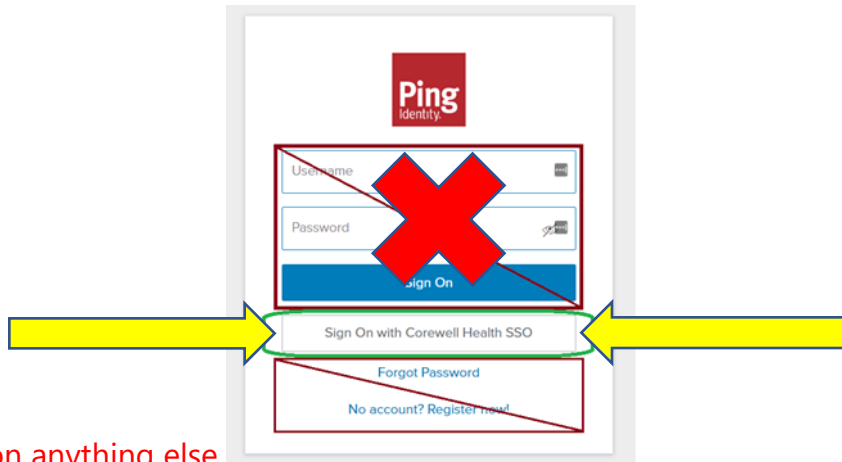 Ping
Identity.
Username
Password
Sign On
Sign On with Corewell Health SSO
Forgot Password
No account? Register now!
on anything else